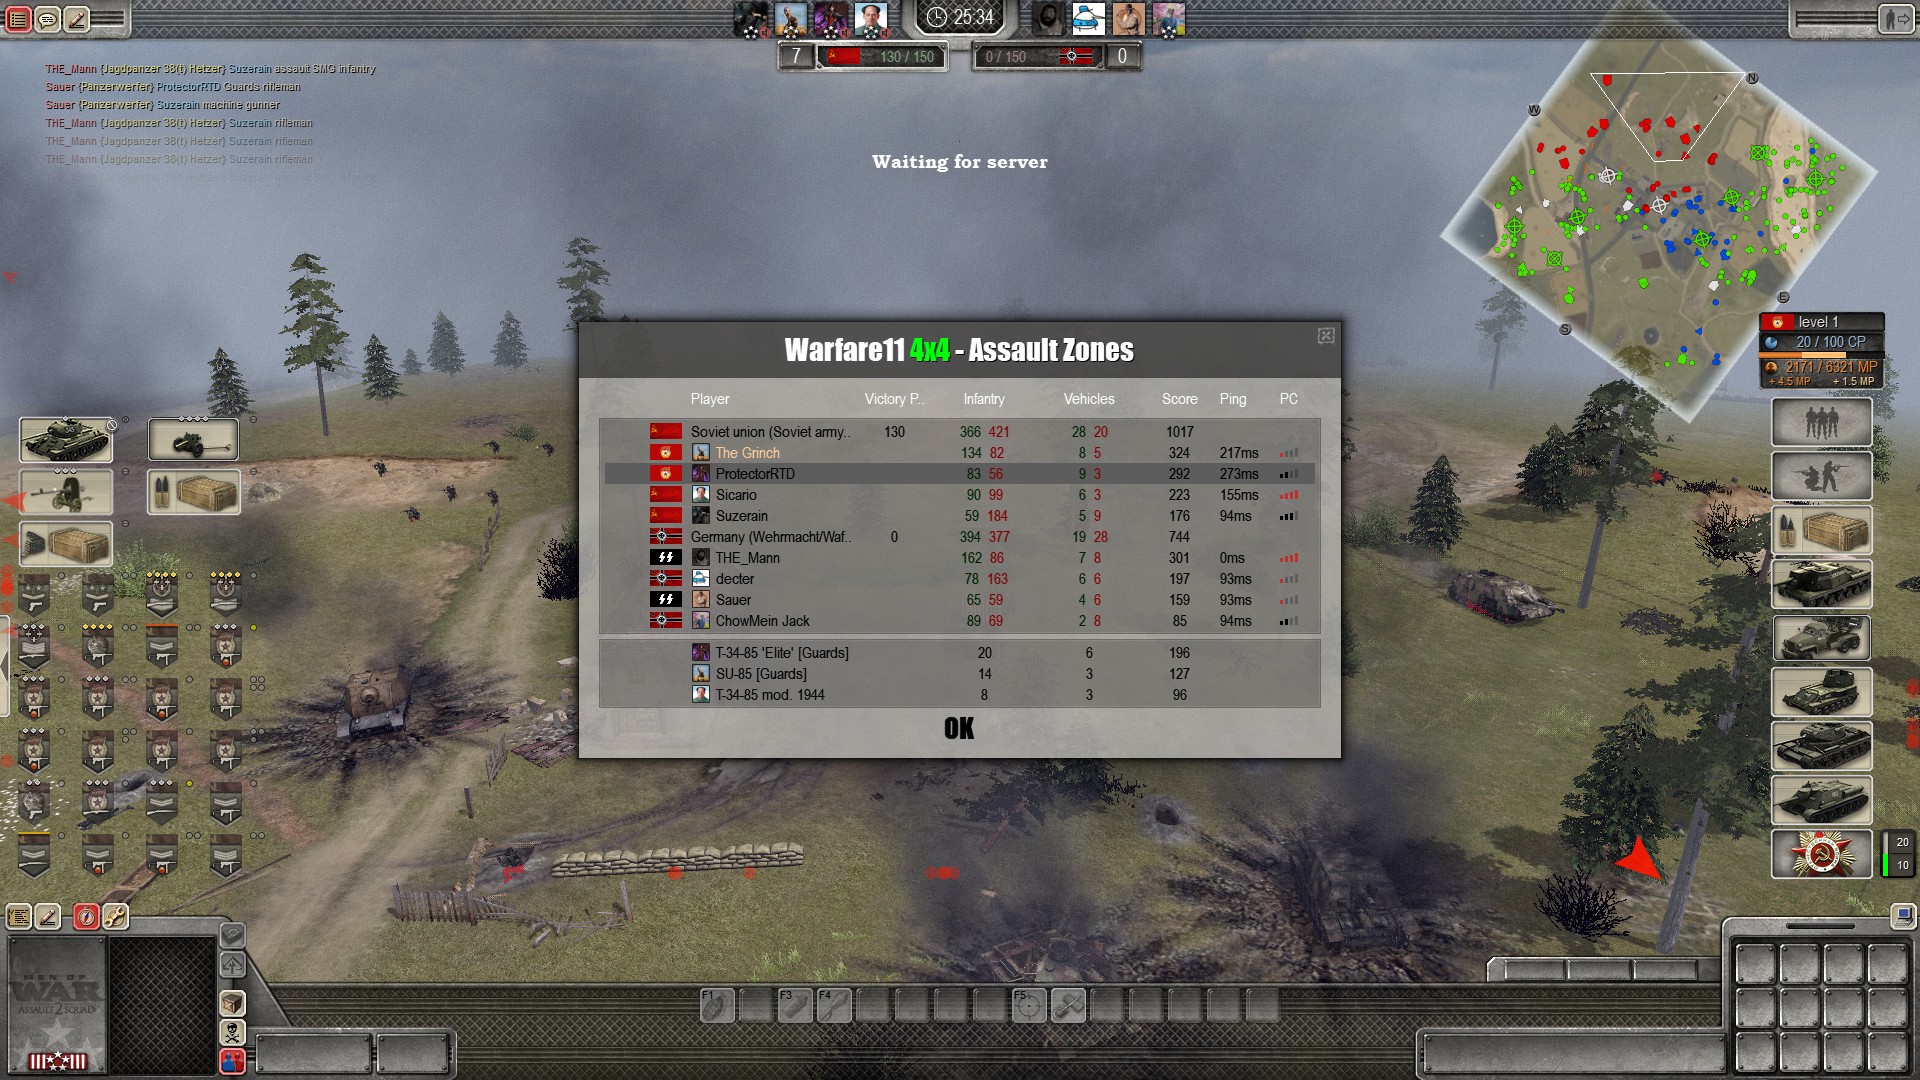 25:34
7 130 / 150 0 / 150 0
THE_Mann {Jagdpanzer 38(t) Hetzer} Suzerain assault SMG infantry
Sauer {Panzerwerfer} ProtectorRTD Guards rifleman
Sauer {Panzerwerfer} Suzerain machine gunner
THE_Mann {Jagdpanzer 38(t) Hetzer} Suzerain rifleman
THE_Mann {Jagdpanzer 38(t) Hetzer} Suzerain rifleman
THE_Mann {Jagdpanzer 38(t) Hetzer} Suzerain rifleman
Waiting for server
N
W
E
S
level 1
20 / 100 CP
2171 / 6321 MP
+ 4.5 MP + 1.5 MP
Warfare11 4x4 - Assault Zones
Player Victory P.. Infantry Vehicles Score Ping PC
Soviet union (Soviet army.. 130 366 421 28 20 1017
The Grinch 134 82 8 5 324 217ms
ProtectorRTD 83 56 9 3 292 273ms
Sicario 90 99 6 3 223 155ms
Suzerain 59 184 5 9 176 94ms
Germany (Wehrmacht/Waf.. 0 394 377 19 28 744
THE_Mann 162 86 7 8 301 0ms
decter 78 163 6 6 197 93ms
Sauer 65 59 4 6 159 93ms
ChowMein Jack 89 69 2 8 85 94ms
T-34-85 'Elite' [Guards] 20 6 196
SU-85 [Guards] 14 3 127
T-34-85 mod. 1944 8 3 96
OK
20
10
MEN OF
WAR
ASSAULT SQUAD 2
F1 F3 F4 F5